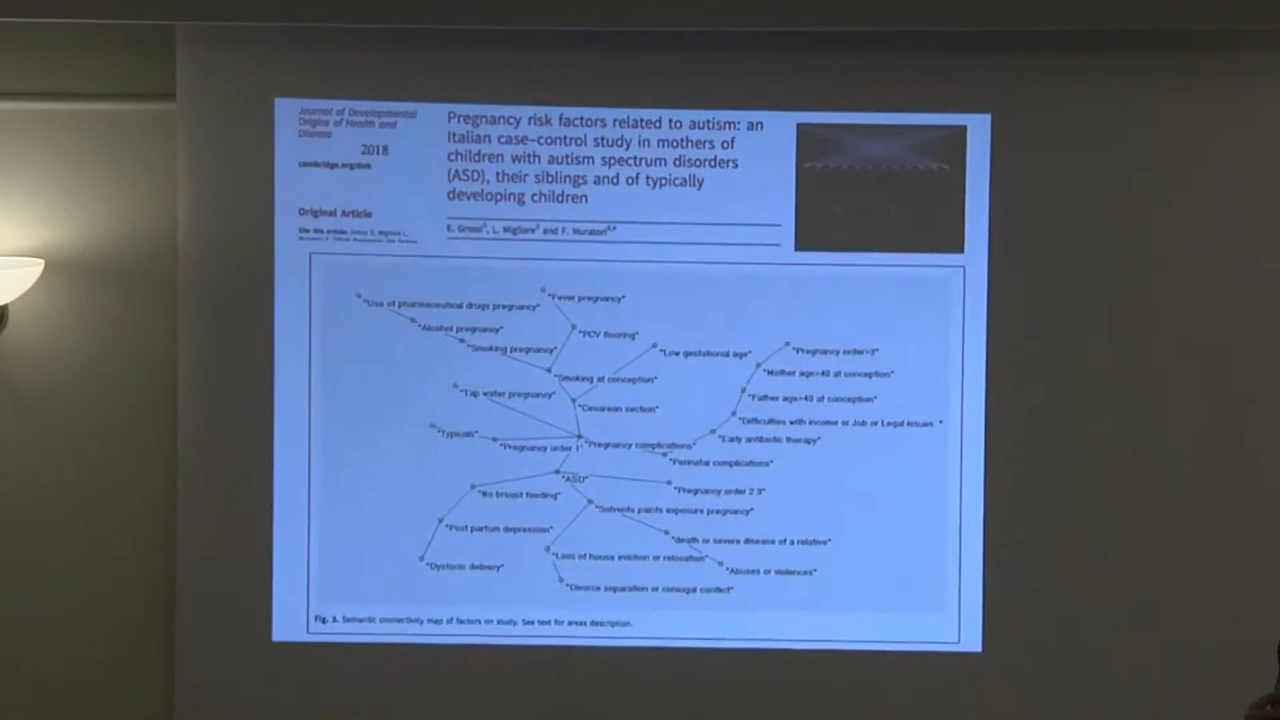 Journal of Developmental
Origins of Health and
Disease
2018
cambridge.org/doh
Original Article
Pregnancy risk factors related to autism: an
Italian case–control study in mothers of
children with autism spectrum disorders
(ASD), their siblings and of typically
developing children
E. Grossi1, L. Migliore2 and F. Muratori3,4
"Fever pregnancy"
"Use of pharmaceutical drugs pregnancy"
"Alcohol pregnancy"
"PCV flooring"
"Smoking pregnancy"
"Low gestational age"
"Pregnancy order>3"
"Mother age>40 at conception"
"Smoking at conception"
"Tap water pregnancy"
"Father age>40 at conception"
"Cesarean section"
"Difficulties with income or Job or Legal issues "
"Typicals"
"Early antibiotic therapy"
"Pregnancy order 1"
"Pregnancy complications"
"Perinatal complications"
"ASD"
"Pregnancy order 2 3"
"No breast feeding"
"Solvents paints exposure pregnancy"
"Post partum depression"
"death or severe disease of a relative"
"Loss of house eviction or relocation"
"Dystocic delivery"
"Abuses or violences"
"Divorce separation or conjugal conflict"
Fig. 3. Semantic connectivity map of factors on study. See text for areas description.